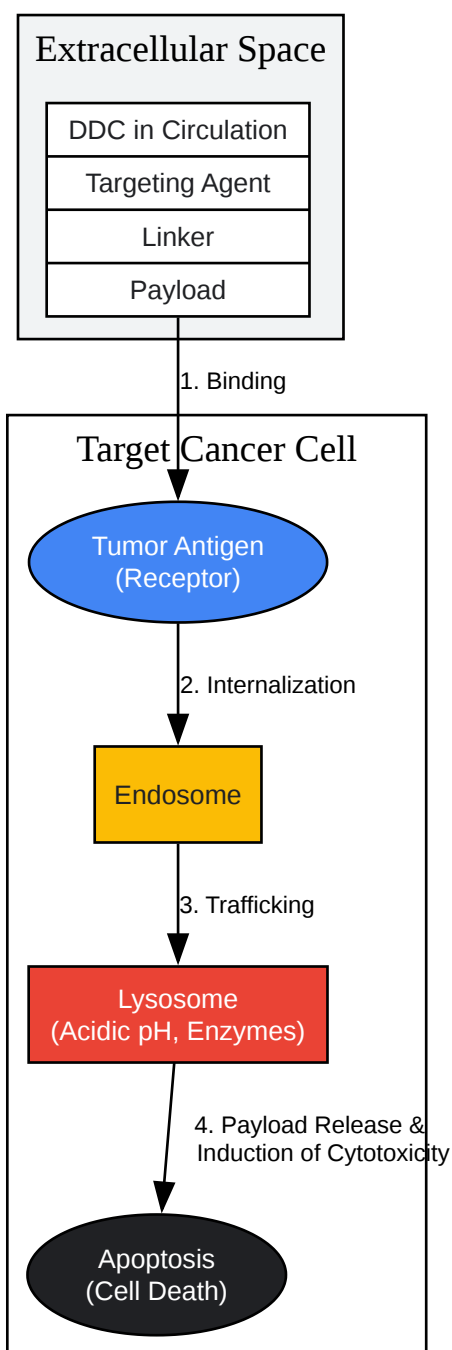 Extracellular Space
DDC in Circulation
Targeting Agent
Linker
Payload
1. Binding
Target Cancer Cell
Tumor Antigen
(Receptor)
2. Internalization
Endosome
3. Trafficking
Lysosome
(Acidic pH, Enzymes)
4. Payload Release &
Induction of Cytotoxicity
Apoptosis
(Cell Death)